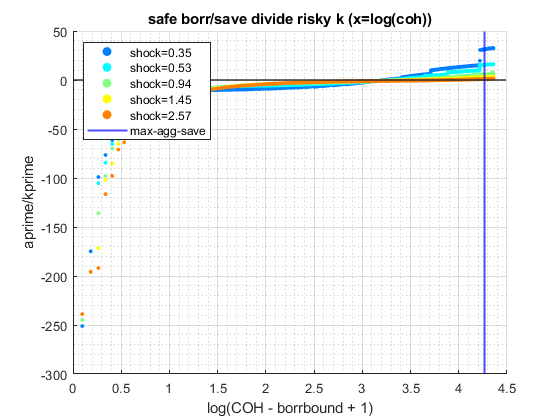 safe borr/save divide risky k (x=log(coh))
50
0
-50
-100
-150
-200
-250
-300
aprime/kprime
shock=0.35
shock=0.53
shock=0.94
shock=1.45
shock=2.57
max-agg-save
0
0.5
1
1.5
2
2.5
3
3.5
4
4.5
log(COH - borrbound + 1)